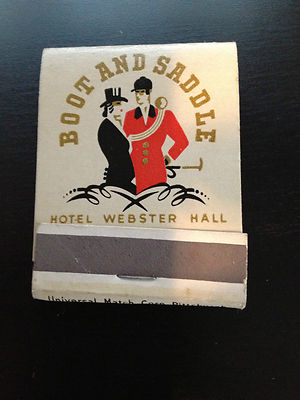 BOOT AND SADDLE
HOTEL WEBSTER HALL
Universal Match Corp